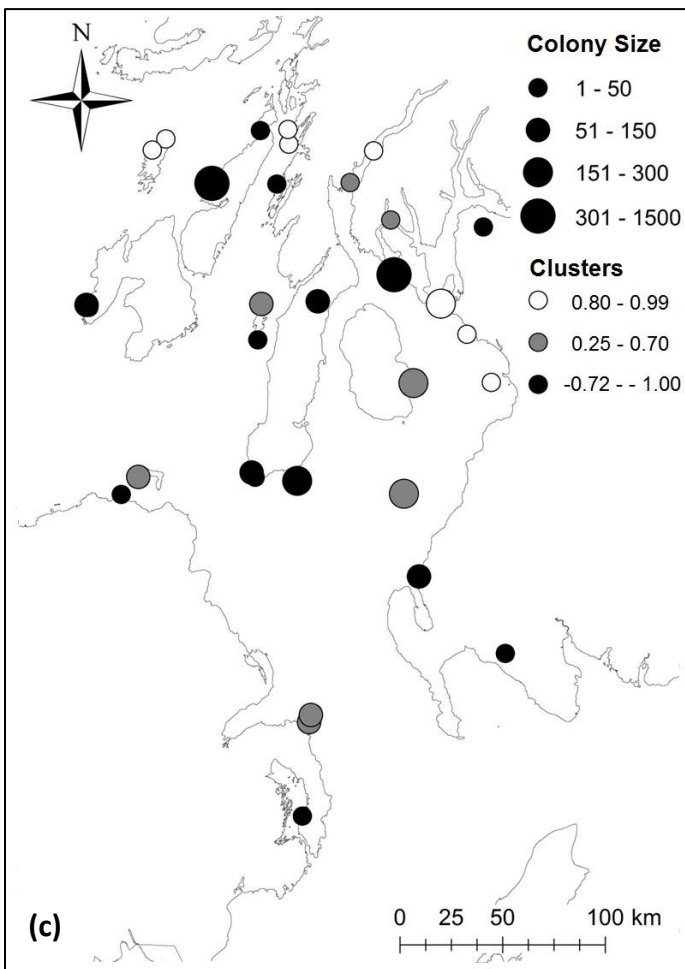 N
Colony Size
1 - 50
51 - 150
151 - 300
301 - 1500
Clusters
0.80 - 0.99
0.25 - 0.70
-0.72 - - 1.00
(c)
0 25 50 100 km